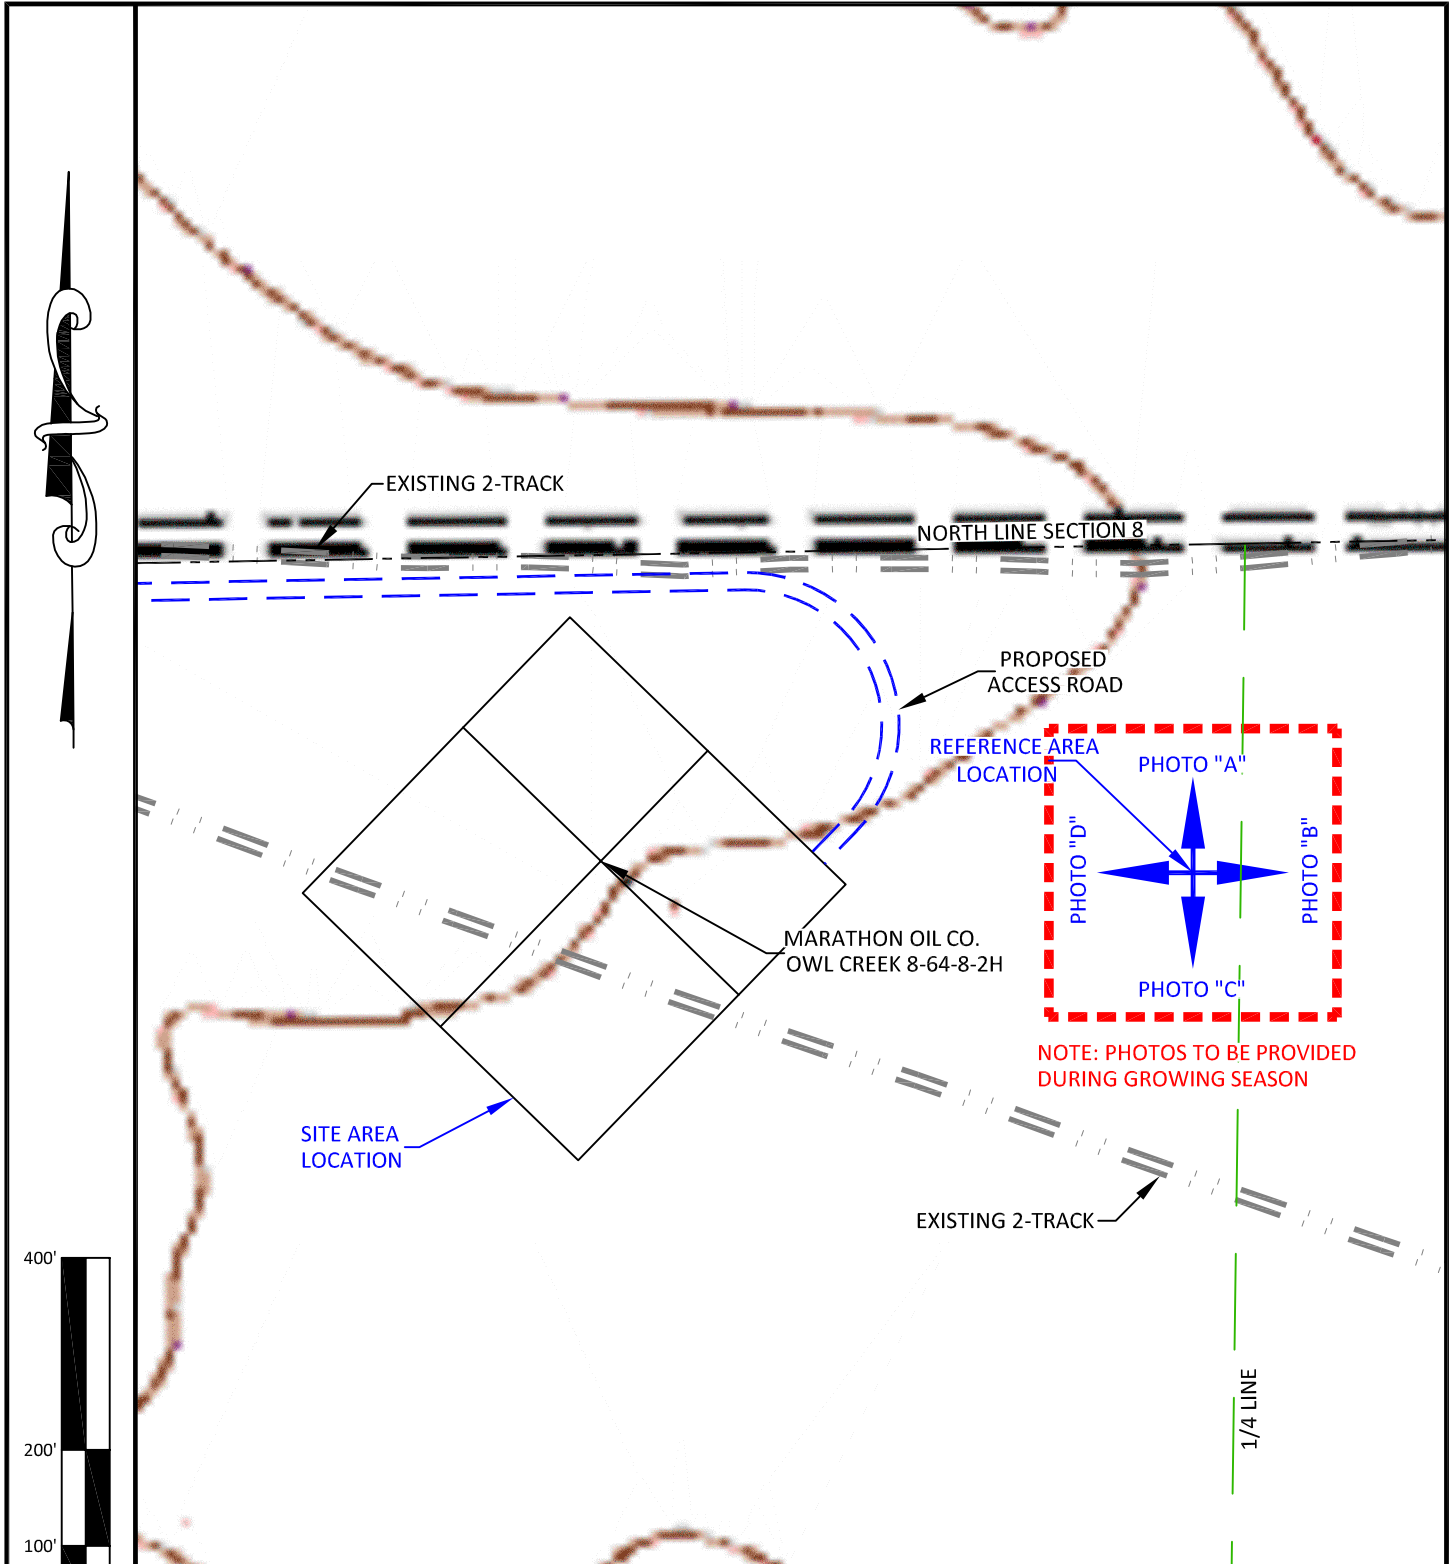 EXISTING 2-TRACK
NORTH LINE SECTION 8
PROPOSED
ACCESS ROAD
REFERENCE AREA
LOCATION
PHOTO "A"
PHOTO "D"
PHOTO "B"
PHOTO "C"
MARATHON OIL CO.
OWL CREEK 8-64-8-2H
NOTE: PHOTOS TO BE PROVIDED
DURING GROWING SEASON
SITE AREA
LOCATION
EXISTING 2-TRACK
400'
1/4 LINE
200'
100'